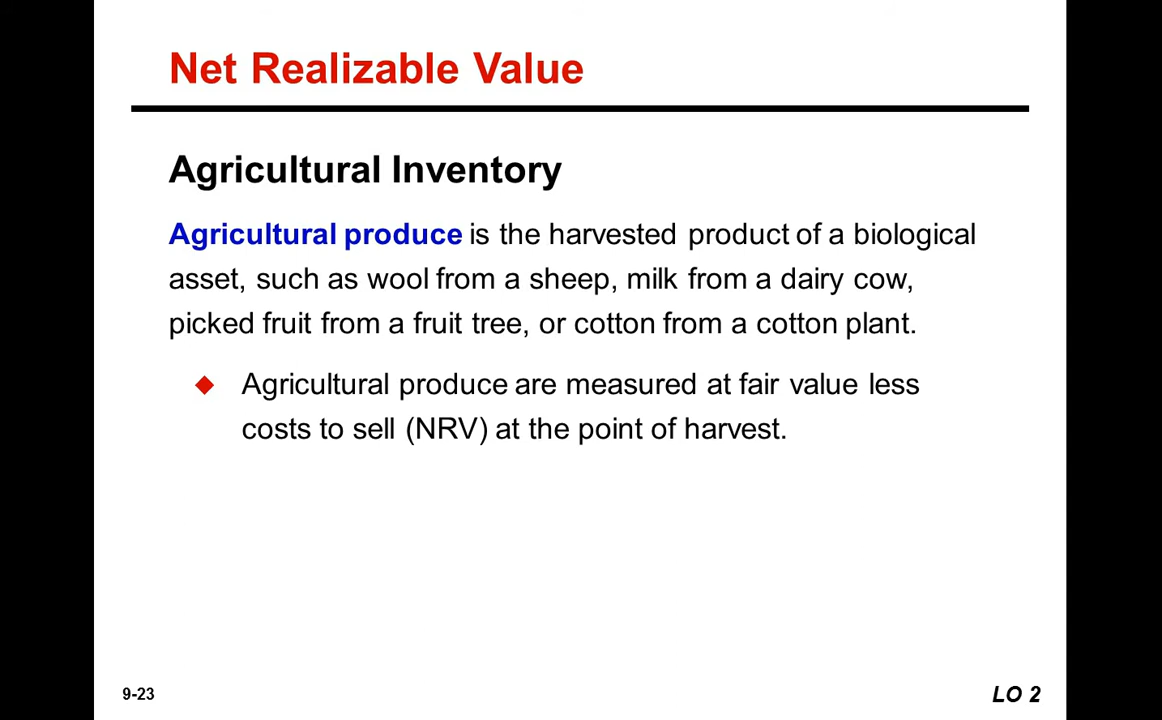 Net Realizable Value
Agricultural Inventory
Agricultural produce is the harvested product of a biological
asset, such as wool from a sheep, milk from a dairy cow,
picked fruit from a fruit tree, or cotton from a cotton plant.
Agricultural produce are measured at fair value less
costs to sell (NRV) at the point of harvest.
9-23
LO 2